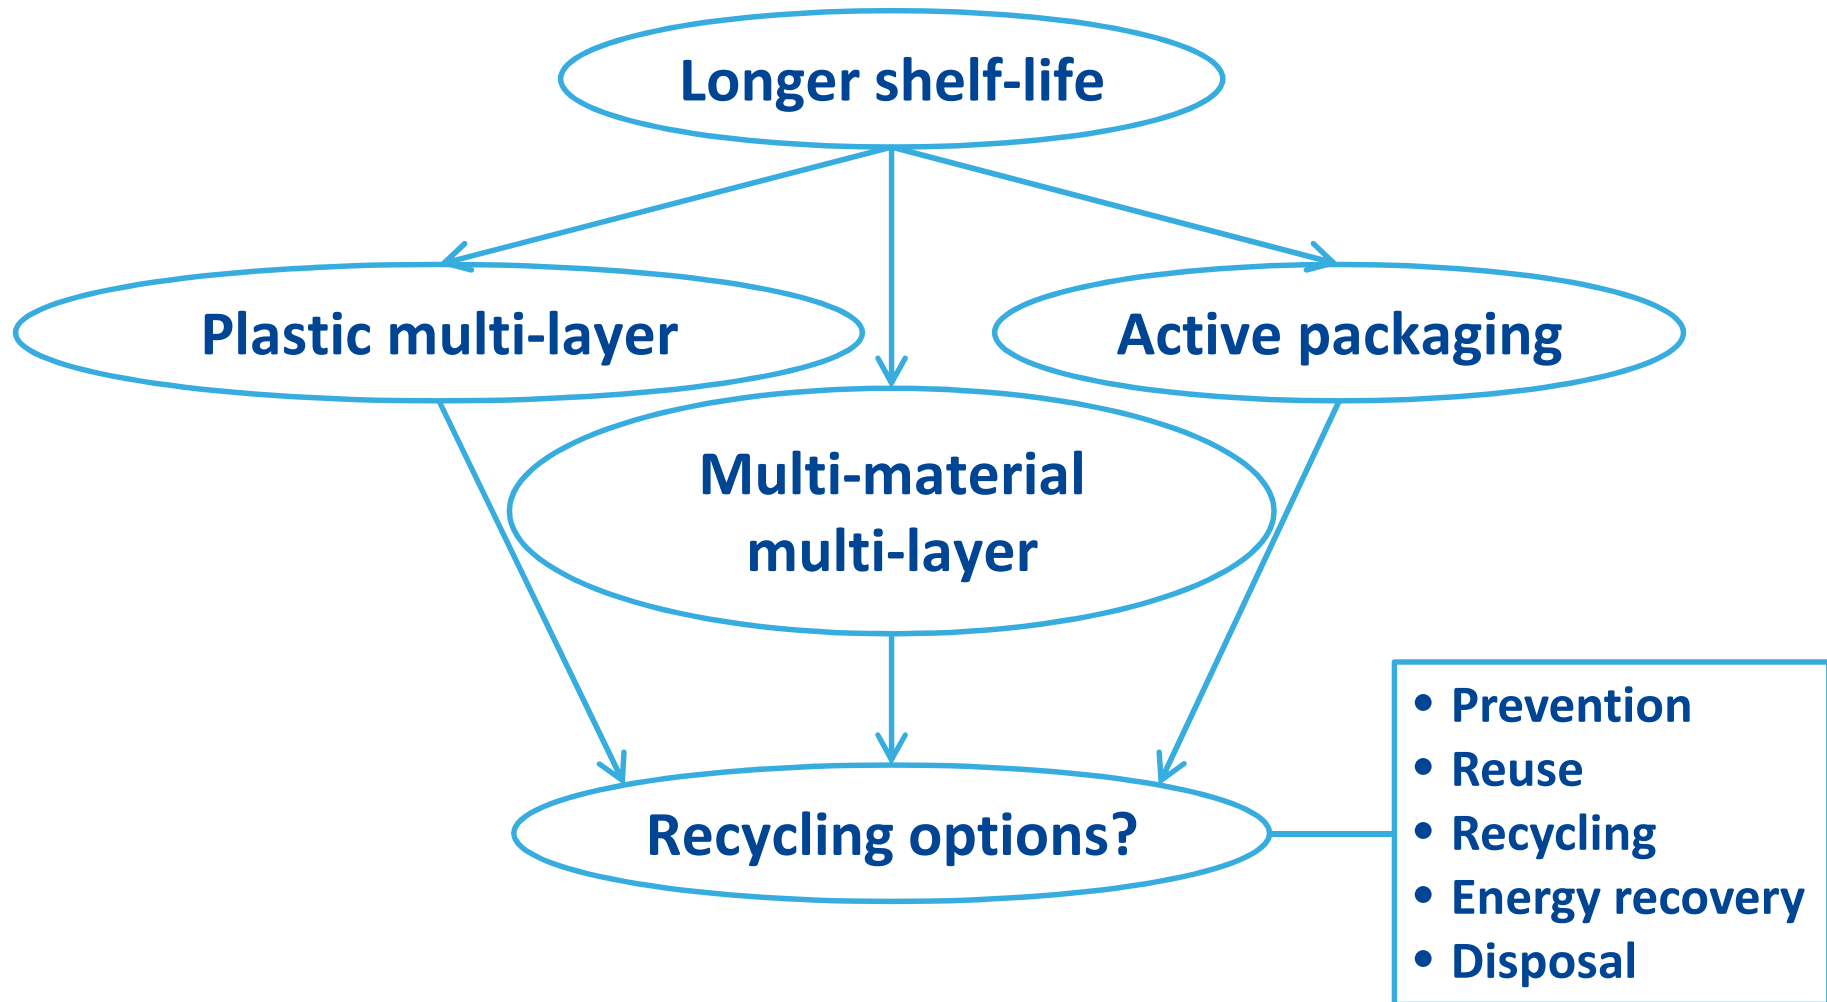 Longer shelf-life
Plastic multi-layer
Active packaging
Multi-material
multi-layer
Recycling options?
• Prevention
• Reuse
• Recycling
• Energy recovery
• Disposal